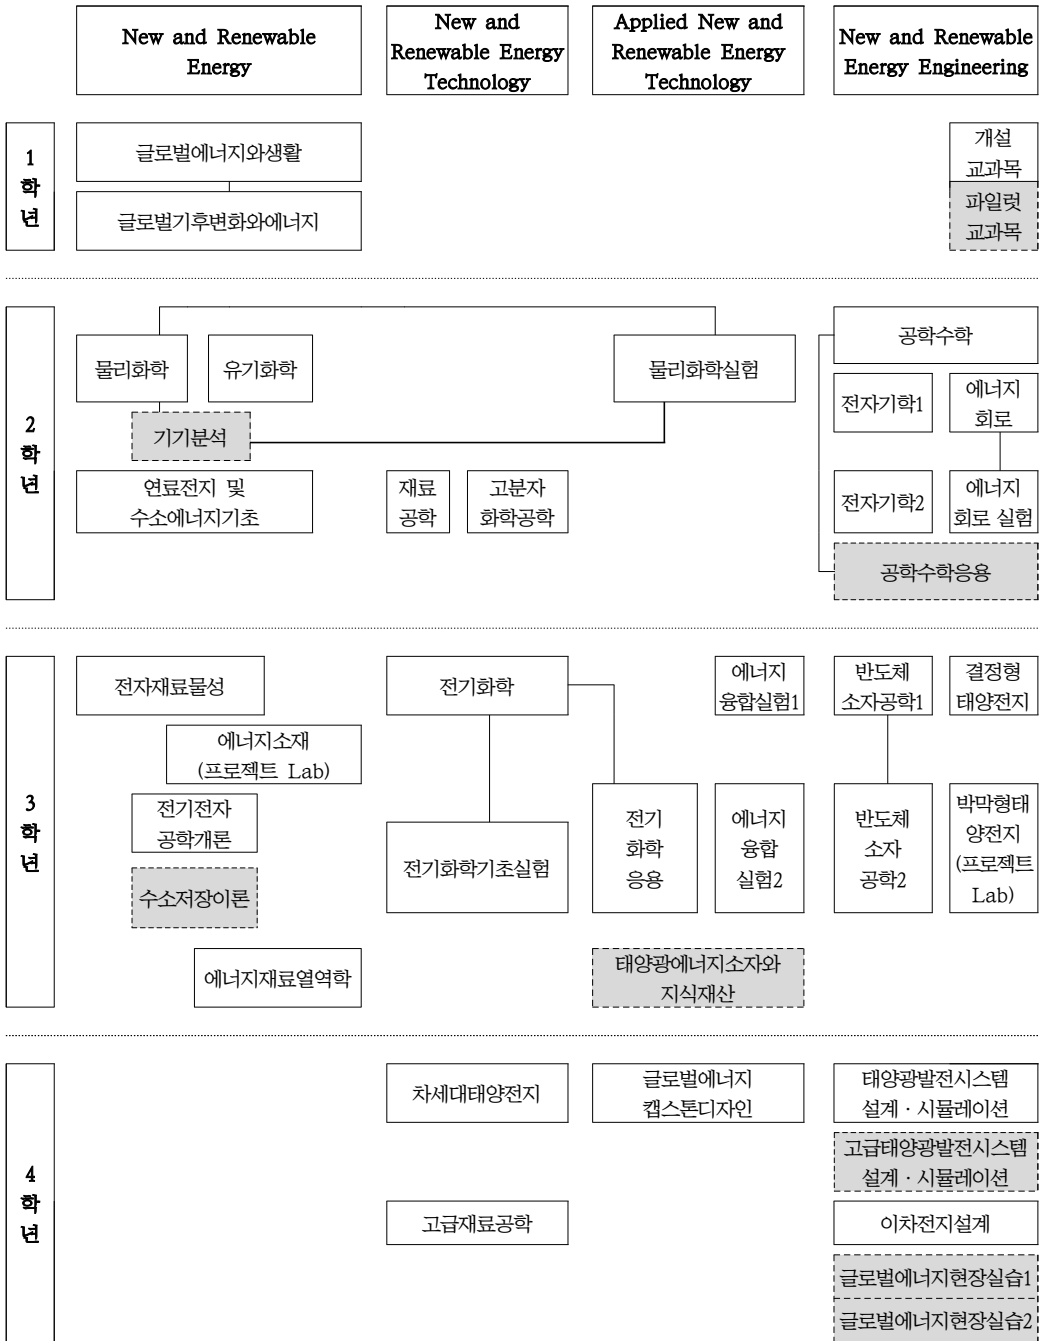 New and Renewable
Energy
New and
Renewable Energy
Technology
Applied New and
Renewable Energy
Technology
New and Renewable
Energy Engineering
1
학
년
글로벌에너지와생활
글로벌기후변화와에너지
개설
교과목
파일럿
교과목
2
학
년
물리화학
유기화학
물리화학실험
공학수학
기기분석
전자기학1
에너지
회로
연료전지 및
수소에너지기초
재료
공학
고분자
화학공학
전자기학2
에너지
회로 실험
공학수학응용
3
학
년
전자재료물성
전기화학
에너지
융합실험1
반도체
소자공학1
결정형
태양전지
에너지소재
(프로젝트 Lab)
전기전자
공학개론
수소저장이론
전기화학기초실험
전기
화학
응용
에너지
융합
실험2
반도체
소자
공학2
박막형태
양전지
(프로젝트
Lab)
에너지재료열역학
태양광에너지소자와
지식재산
4
학
년
차세대태양전지
글로벌에너지
캡스톤디자인
태양광발전시스템
설계 · 시뮬레이션
고급태양광발전시스템
설계 · 시뮬레이션
고급재료공학
이차전지설계
글로벌에너지현장실습1
글로벌에너지현장실습2